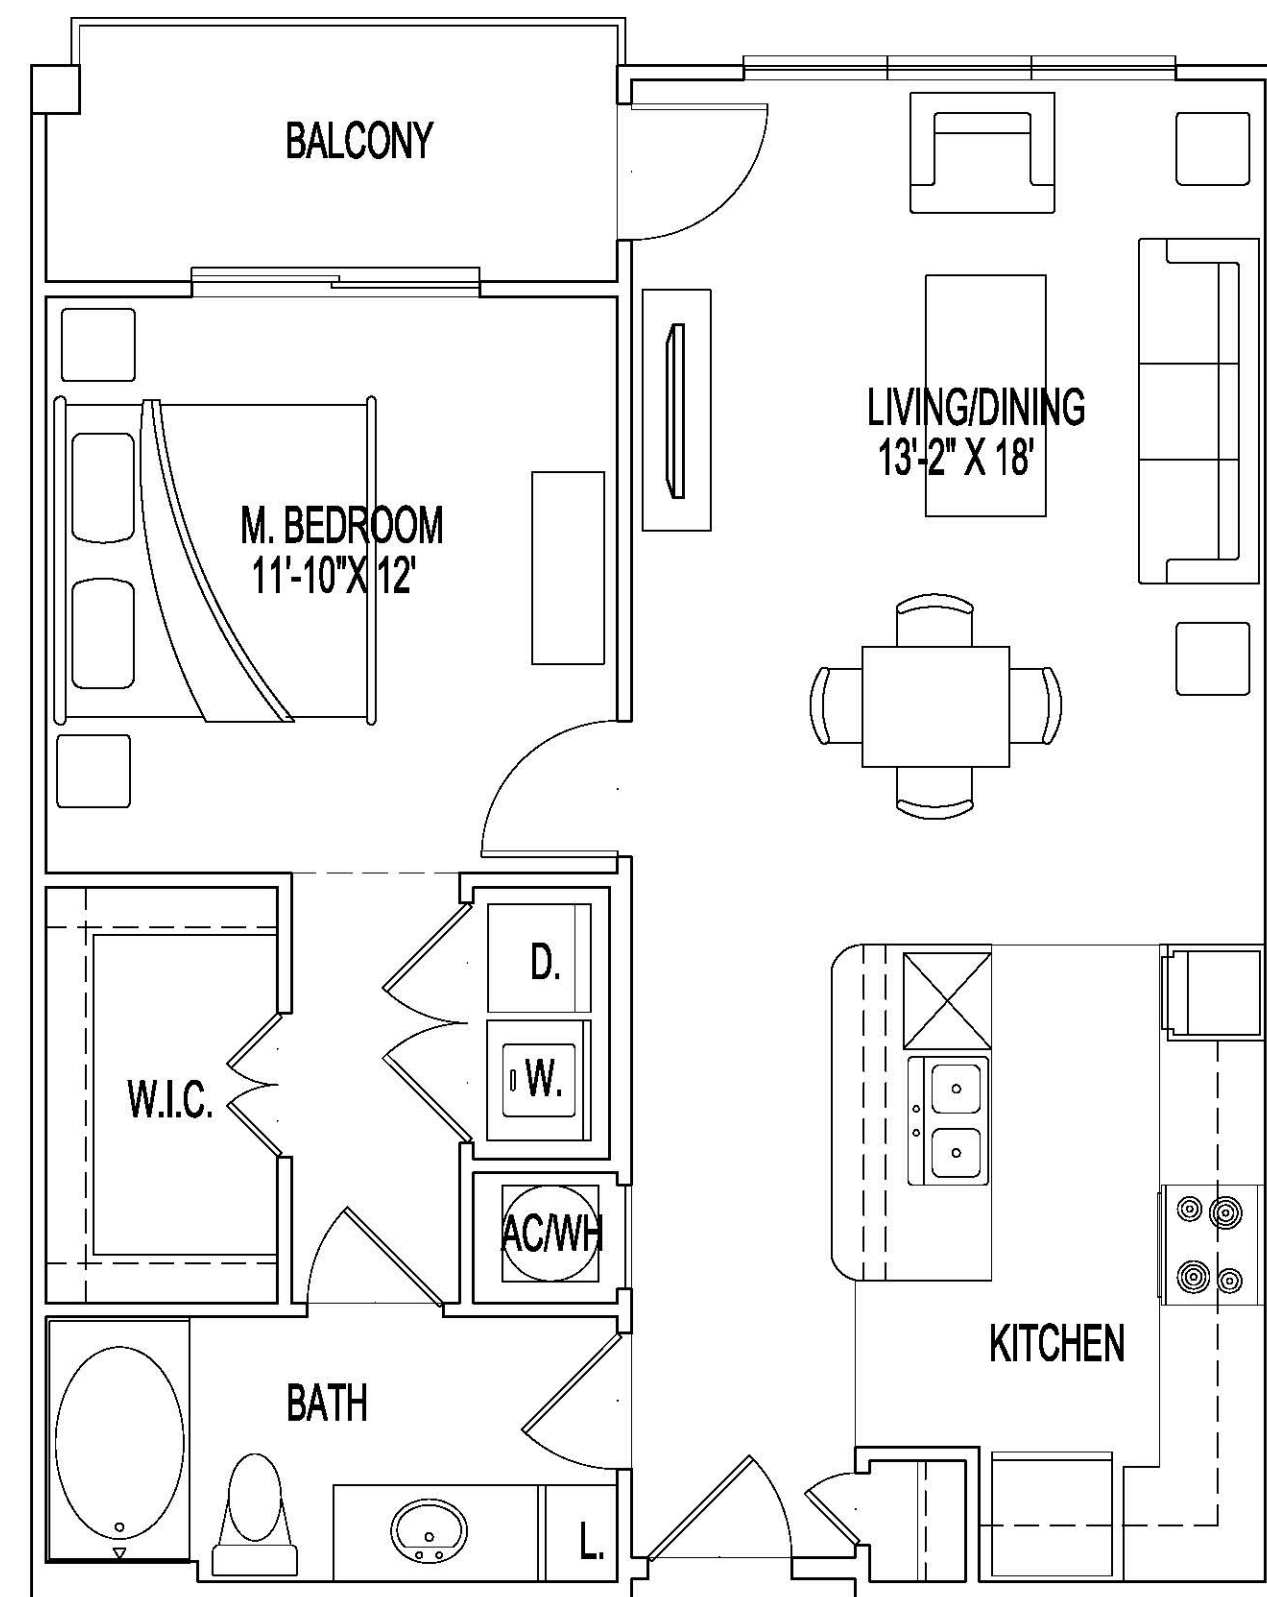 BALCONY
LIVING/DINING
13'-2" X 18'
M. BEDROOM
11'-10"X 12'
D.
W.
W.I.C.
AC/WH
KITCHEN
BATH
L.